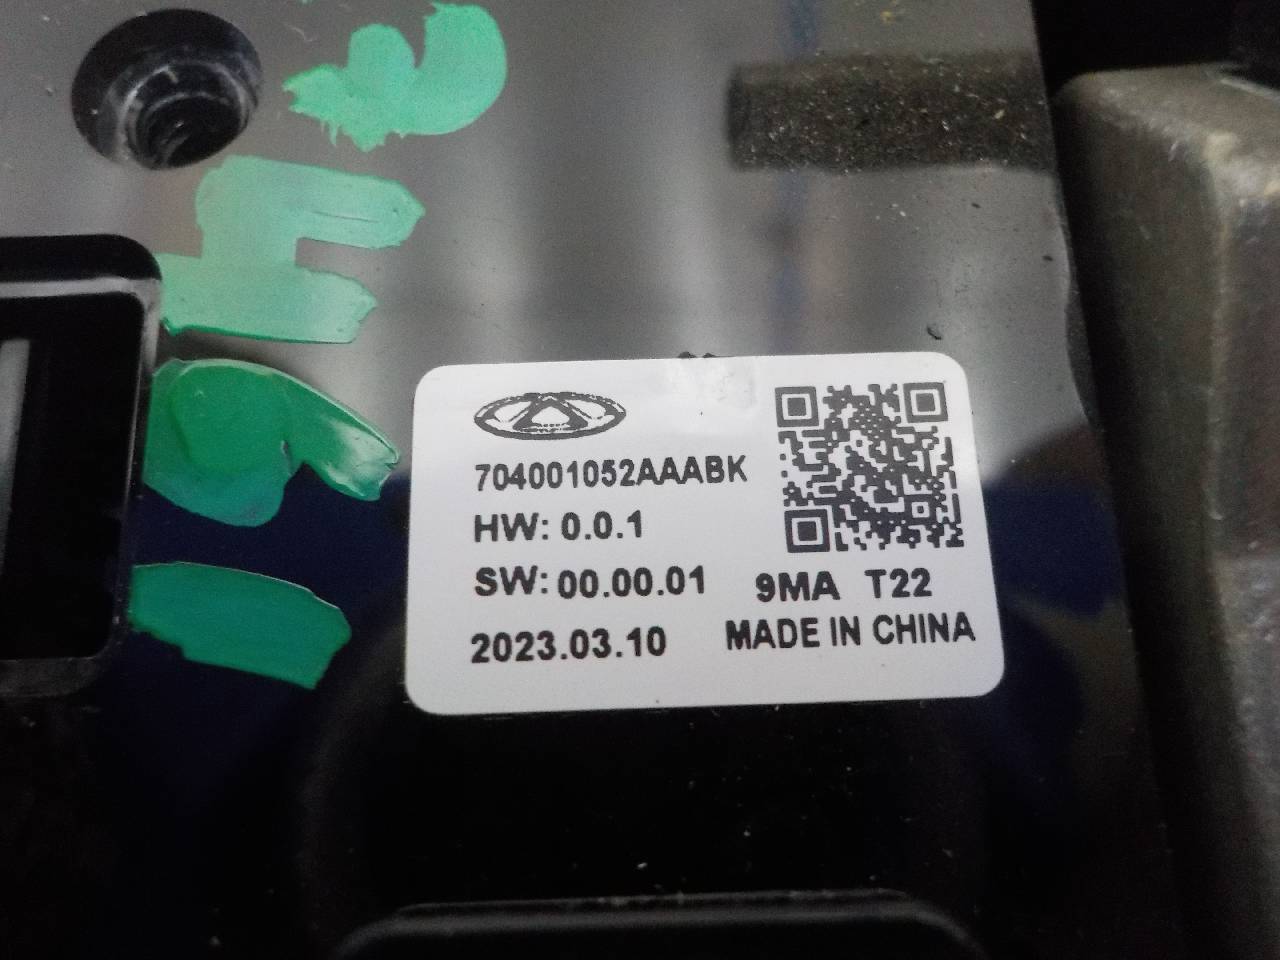 704001052AAABK
HW: 0.0.1
SW: 00.00.01
9MA T22
2023.03.10
MADE IN CHINA